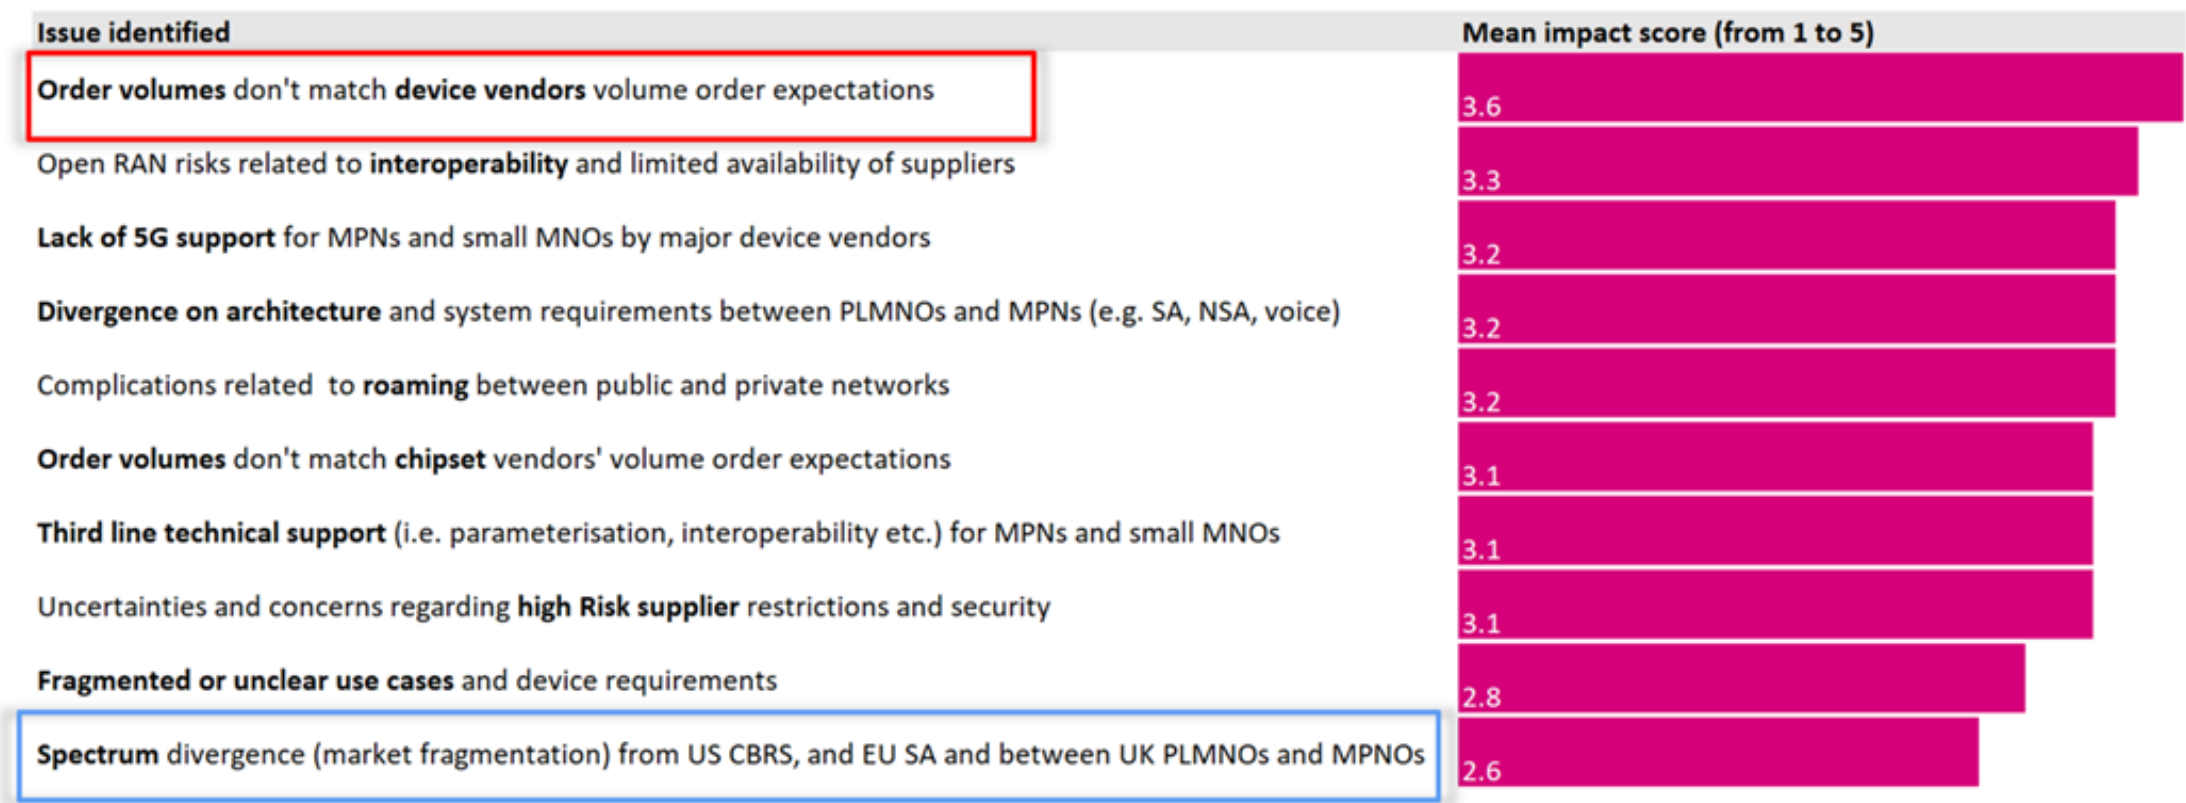 Issue identified Mean impact score (from 1 to 5)
Order volumes don't match device vendors volume order expectations 3.6
Open RAN risks related to interoperability and limited availability of suppliers 3.3
Lack of 5G support for MPNs and small MNOs by major device vendors 3.2
Divergence on architecture and system requirements between PLMNOs and MPNs (e.g. SA, NSA, voice) 3.2
Complications related  to roaming between public and private networks 3.2
Order volumes don't match chipset vendors' volume order expectations 3.1
Third line technical support (i.e. parameterisation, interoperability etc.) for MPNs and small MNOs 3.1
Uncertainties and concerns regarding high Risk supplier restrictions and security 3.1
Fragmented or unclear use cases and device requirements 2.8
Spectrum divergence (market fragmentation) from US CBRS, and EU SA and between UK PLMNOs and MPNOs 2.6